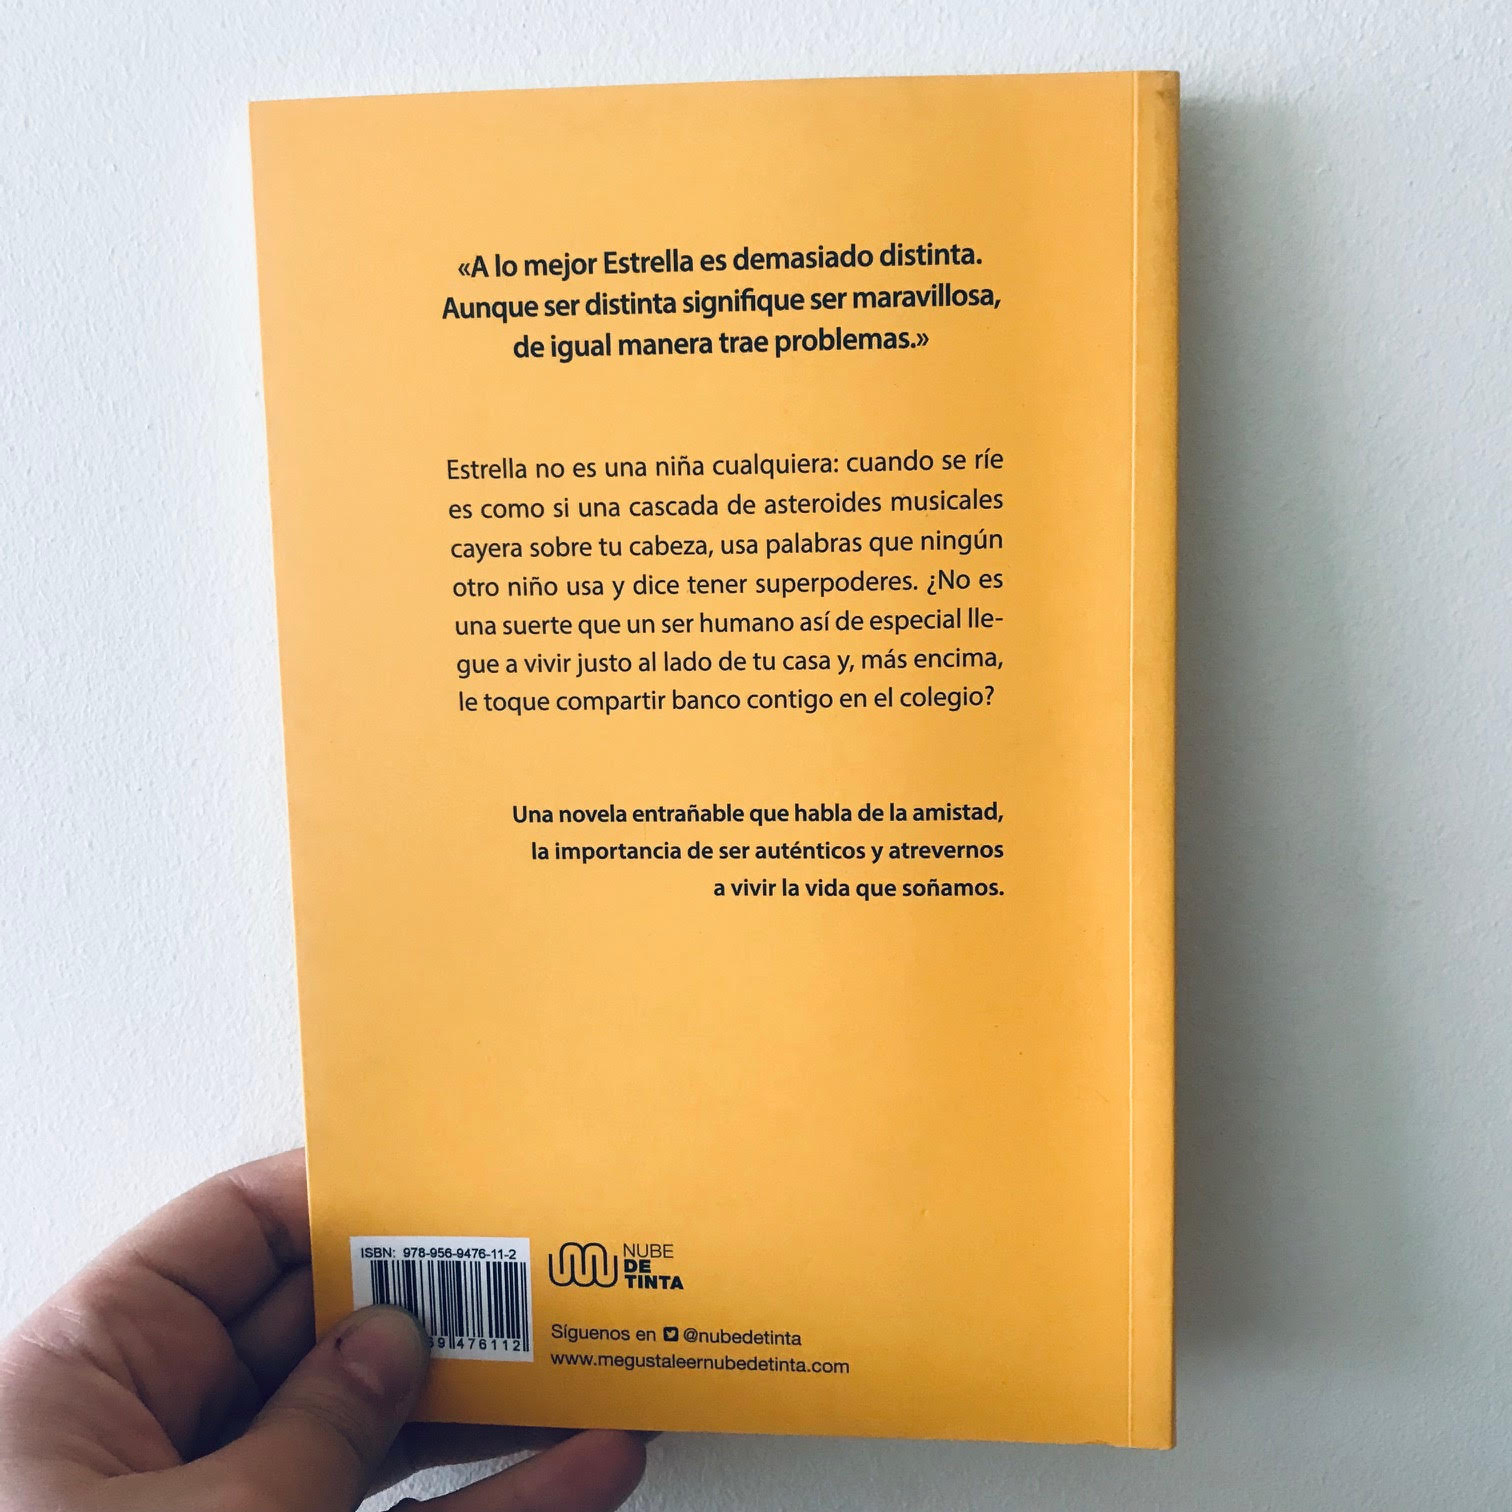 «A lo mejor Estrella es demasiado distinta.
Aunque ser distinta signifique ser maravillosa,
de igual manera trae problemas.»
Estrella no es una niña cualquiera: cuando se ríe
es como si una cascada de asteroides musicales
cayera sobre tu cabeza, usa palabras que ningún
otro niño usa y dice tener superpoderes. ¿No es
una suerte que un ser humano así de especial lle-
gue a vivir justo al lado de tu casa y, más encima,
le toque compartir banco contigo en el colegio?
Una novela entrañable que habla de la amistad,
la importancia de ser auténticos y atrevernos
a vivir la vida que soñamos.
ISBN: 978-956-9476-11-2
9 476112
NUBE
DE
TINTA
Síguenos en @nubedetinta
www.megustaleernubedetinta.com